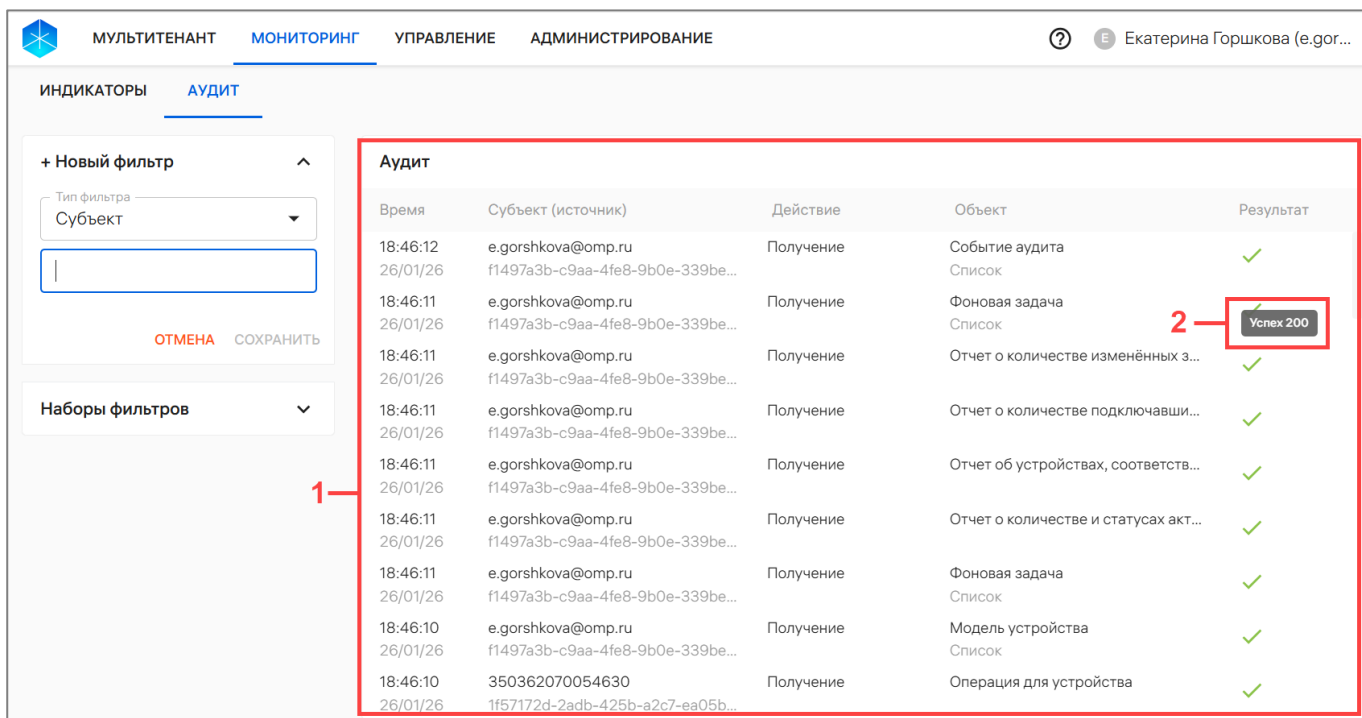 МУЛЬТИТЕНАНТ МОНИТОРИНГ УПРАВЛЕНИЕ АДМИНИСТРИРОВАНИЕ E Екатерина Горшкова (e.gor...
ИНДИКАТОРЫ АУДИТ
+ Новый фильтр
Тип фильтра
Субъект
ОТМЕНА СОХРАНИТЬ
Наборы фильтров
1
Аудит
Время Субъект (источник) Действие Объект Результат
18:46:12 e.gorshkova@omp.ru Получение Событие аудита
26/01/26 f1497a3b-c9aa-4fe8-9b0e-339be... Список
18:46:11 e.gorshkova@omp.ru Получение Фоновая задача
26/01/26 f1497a3b-c9aa-4fe8-9b0e-339be... Список 2 Успех 200
18:46:11 e.gorshkova@omp.ru Получение Отчет о количестве изменённых з...
26/01/26 f1497a3b-c9aa-4fe8-9b0e-339be...
18:46:11 e.gorshkova@omp.ru Получение Отчет о количестве подключавши...
26/01/26 f1497a3b-c9aa-4fe8-9b0e-339be...
18:46:11 e.gorshkova@omp.ru Получение Отчет об устройствах, соответств...
26/01/26 f1497a3b-c9aa-4fe8-9b0e-339be...
18:46:11 e.gorshkova@omp.ru Получение Отчет о количестве и статусах акт...
26/01/26 f1497a3b-c9aa-4fe8-9b0e-339be...
18:46:11 e.gorshkova@omp.ru Получение Фоновая задача
26/01/26 f1497a3b-c9aa-4fe8-9b0e-339be... Список
18:46:10 e.gorshkova@omp.ru Получение Модель устройства
26/01/26 f1497a3b-c9aa-4fe8-9b0e-339be... Список
18:46:10 350362070054630 Получение Операция для устройства
26/01/26 1f57172d-2adb-425b-a2c7-ea05b...